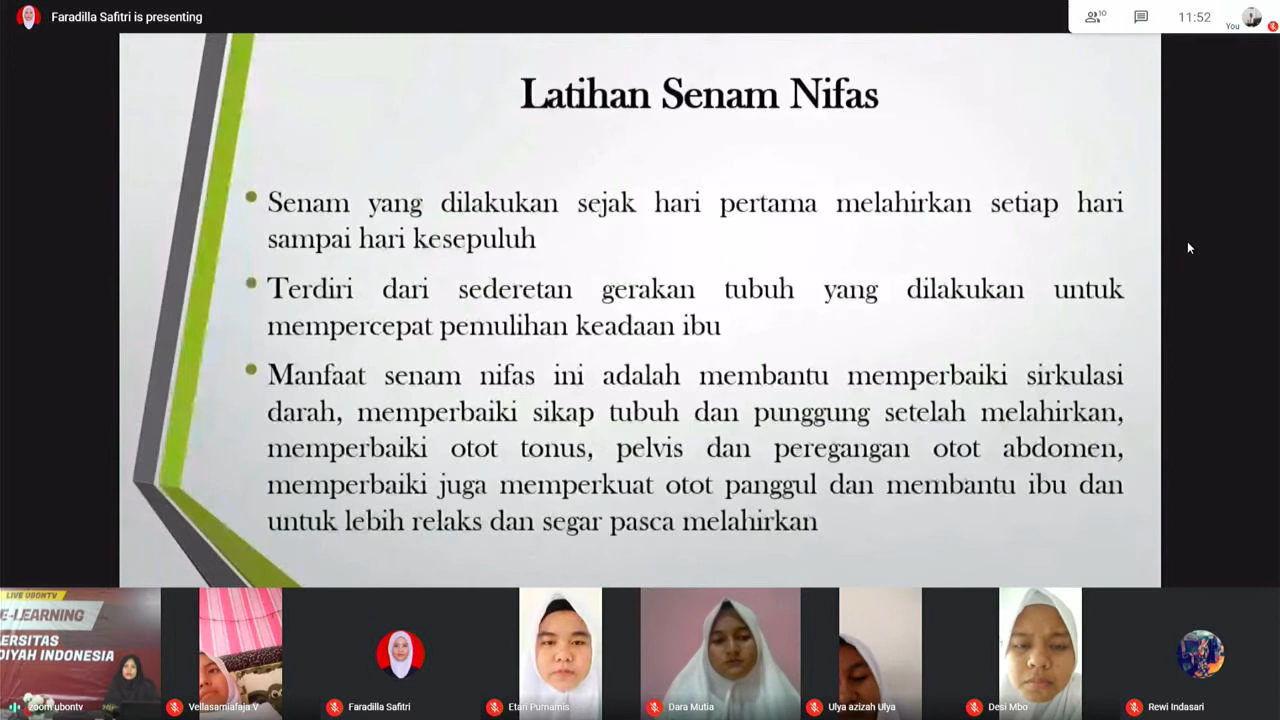 Faradilla Safitri is presenting
10
11:52
You
Latihan Senam Nifas
• Senam yang dilakukan sejak hari pertama melahirkan setiap hari
sampai hari kesepuluh
• Terdiri dari sederetan gerakan tubuh yang dilakukan untuk
mempercepat pemulihan keadaan ibu
• Manfaat senam nifas ini adalah membantu memperbaiki sirkulasi
darah, memperbaiki sikap tubuh dan punggung setelah melahirkan,
memperbaiki otot tonus, pelvis dan peregangan otot abdomen,
memperbaiki juga memperkuat otot panggul dan membantu ibu dan
untuk lebih relaks dan segar pasca melahirkan
LIVE UBONTV
E-LEARNING
ERSITAS
DIYAH INDONESIA
zoom ubontv
Vellasamiafaja V
Faradilla Safitri
Etari Purnamis
Dara Mutia
Ulya azizah Ulya
Desi Mbo
Rewi Indasari